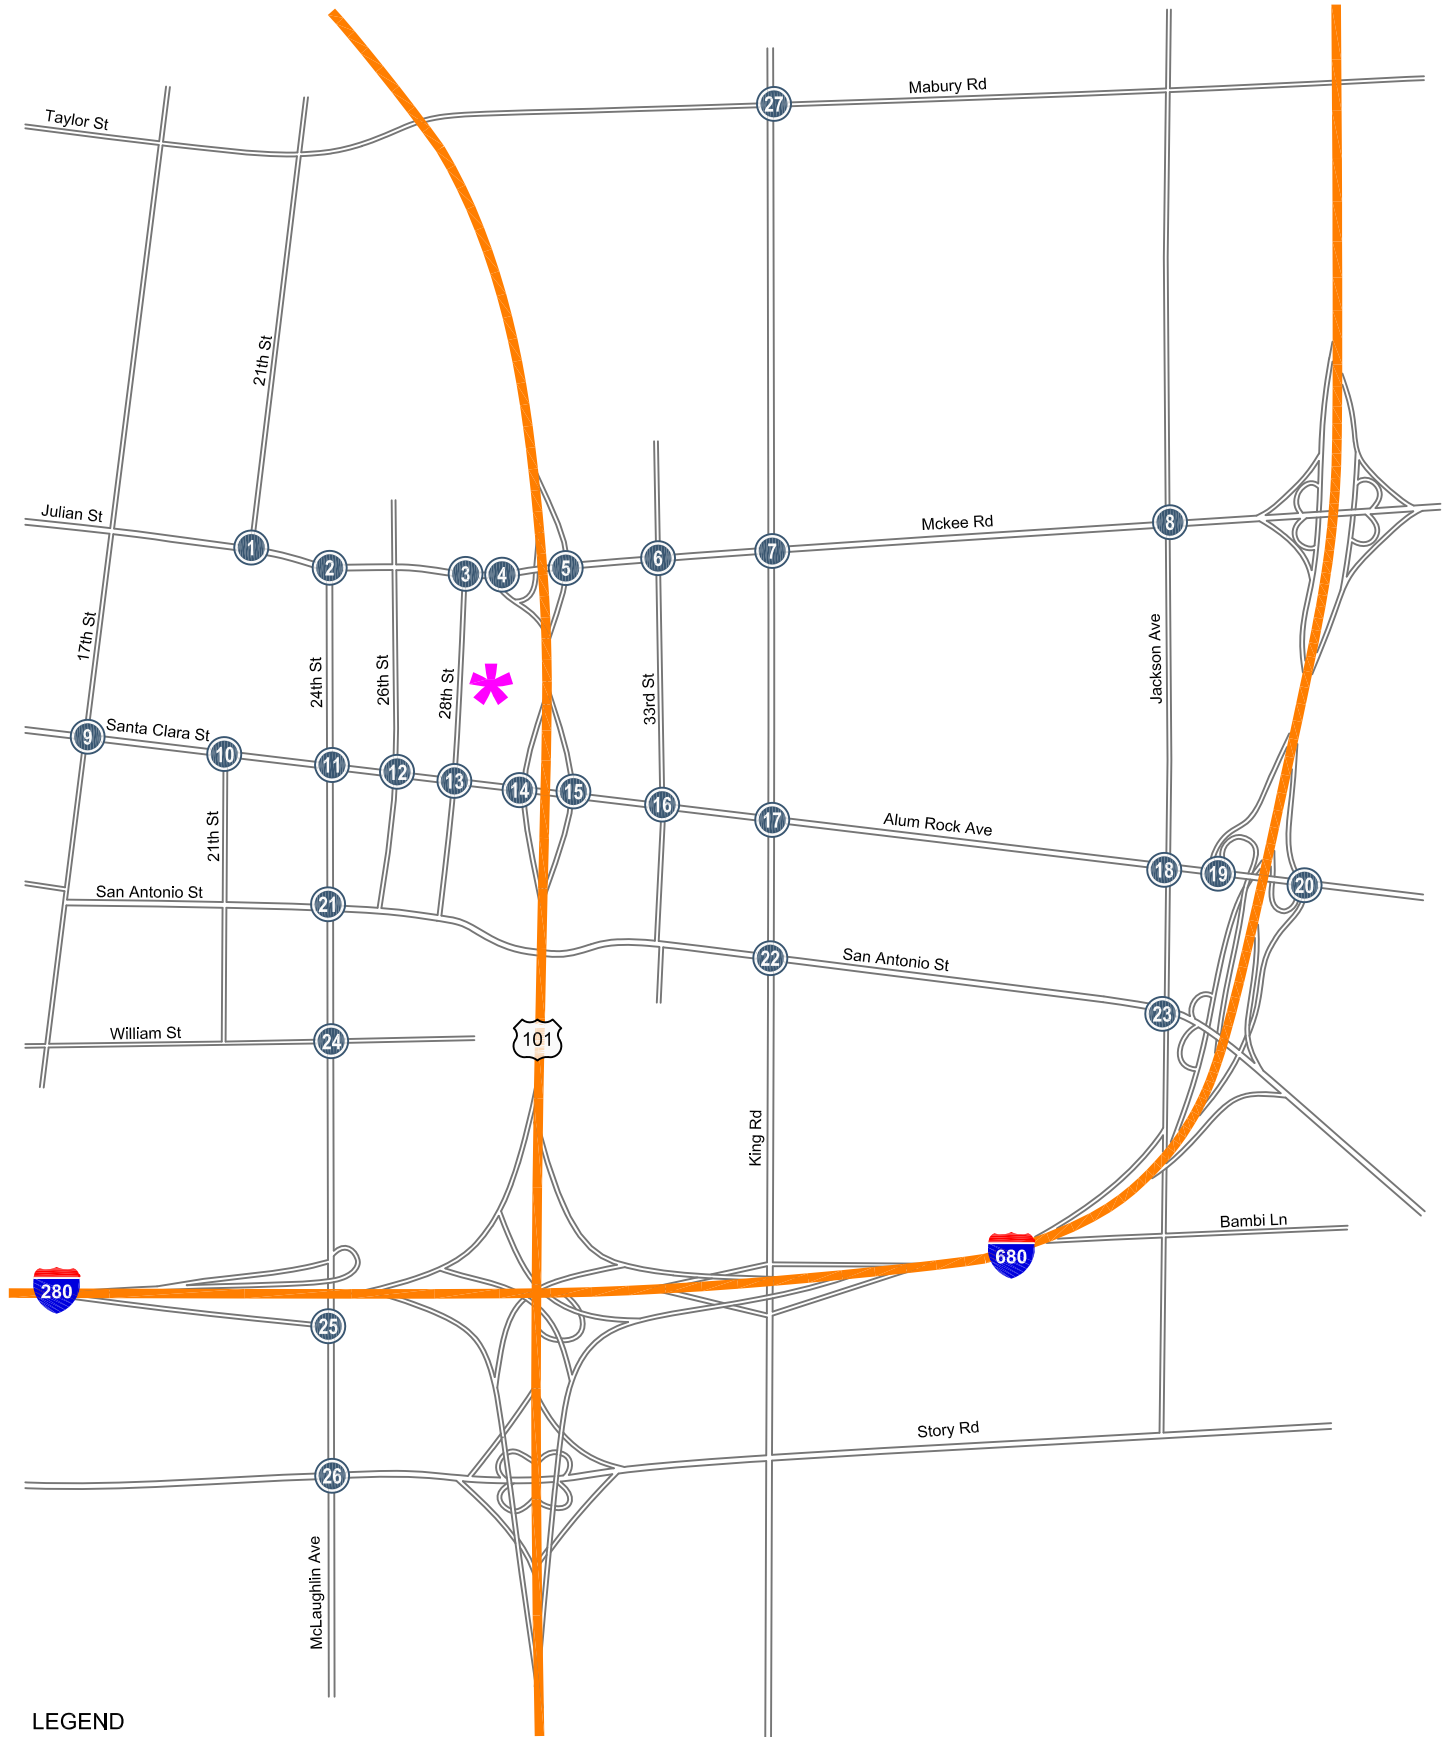 Mabury Rd
27
Taylor St
21th St
Julian St
Mckee Rd
8
1
7
6
2
5
3
4
17th St
24th St
26th St
28th St
*
33rd St
Jackson Ave
Santa Clara St
9
10
11
12
13
14
15
16
17
Alum Rock Ave
18
19
20
21th St
San Antonio St
21
22
San Antonio St
23
William St
24
101
King Rd
Bambi Ln
680
280
25
Story Rd
26
McLaughlin Ave
LEGEND